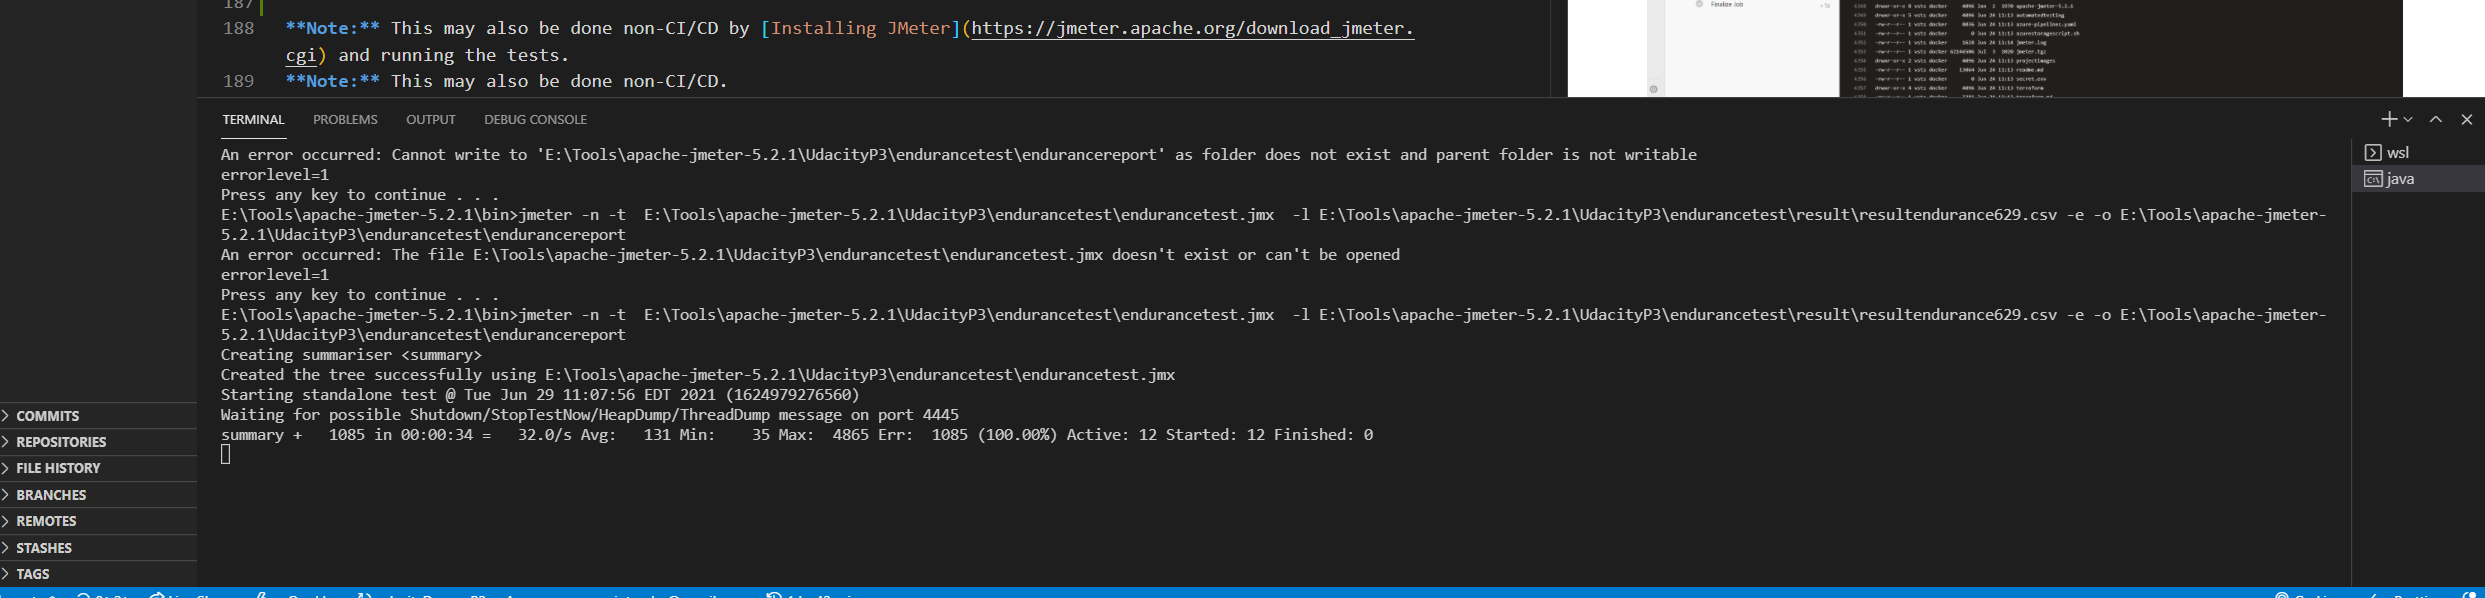 187
188 **Note:** This may also be done non-CI/CD by [Installing JMeter](https://jmeter.apache.org/download_jmeter.
cgi) and running the tests.
189 **Note:** This may also be done non-CI/CD.
Finalize Job
TERMINAL PROBLEMS OUTPUT DEBUG CONSOLE
An error occurred: Cannot write to 'E:\Tools\apache-jmeter-5.2.1\UdacityP3\endurancetest\endurancereport' as folder does not exist and parent folder is not writable
errorlevel=1
Press any key to continue . . .
E:\Tools\apache-jmeter-5.2.1\bin>jmeter -n -t  E:\Tools\apache-jmeter-5.2.1\UdacityP3\endurancetest\endurancetest.jmx  -l E:\Tools\apache-jmeter-5.2.1\UdacityP3\endurancetest\result\resultendurance629.csv -e -o E:\Tools\apache-jmeter-
5.2.1\UdacityP3\endurancetest\endurancereport
An error occurred: The file E:\Tools\apache-jmeter-5.2.1\UdacityP3\endurancetest\endurancetest.jmx doesn't exist or can't be opened
errorlevel=1
Press any key to continue . . .
E:\Tools\apache-jmeter-5.2.1\bin>jmeter -n -t  E:\Tools\apache-jmeter-5.2.1\UdacityP3\endurancetest\endurancetest.jmx  -l E:\Tools\apache-jmeter-5.2.1\UdacityP3\endurancetest\result\resultendurance629.csv -e -o E:\Tools\apache-jmeter-
5.2.1\UdacityP3\endurancetest\endurancereport
Creating summariser <summary>
Created the tree successfully using E:\Tools\apache-jmeter-5.2.1\UdacityP3\endurancetest\endurancetest.jmx
Starting standalone test @ Tue Jun 29 11:07:56 EDT 2021 (1624979276560)
Waiting for possible Shutdown/StopTestNow/HeapDump/ThreadDump message on port 4445
summary +   1085 in 00:00:34 =   32.0/s Avg:   131 Min:    35 Max:  4865 Err:  1085 (100.00%) Active: 12 Started: 12 Finished: 0
wsl
java
COMMITS
REPOSITORIES
FILE HISTORY
BRANCHES
REMOTES
STASHES
TAGS